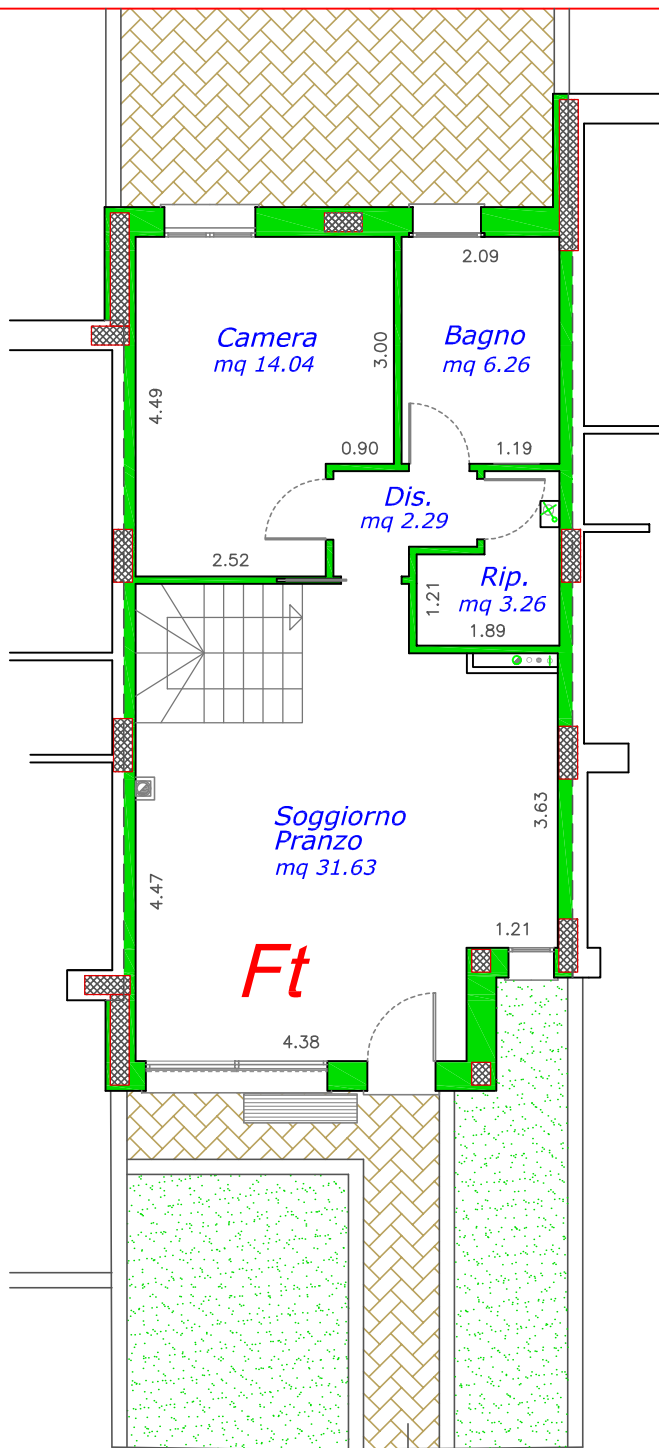 2.09
Camera
mq 14.04
3.00
Bagno
mq 6.26
4.49
0.90
1.19
Dis.
mq 2.29
2.52
Rip.
mq 3.26
1.21
1.89
Soggiorno
Pranzo
mq 31.63
3.63
4.47
1.21
Ft
4.38